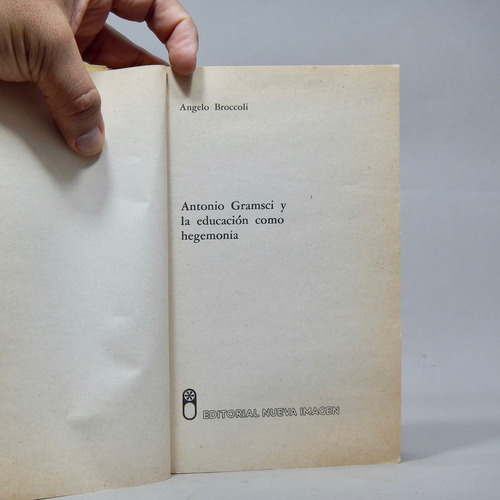 Angelo Broccoli
Antonio Gramsci y
la educación como
hegemonía
EDITORIAL NUEVA IMAGEN